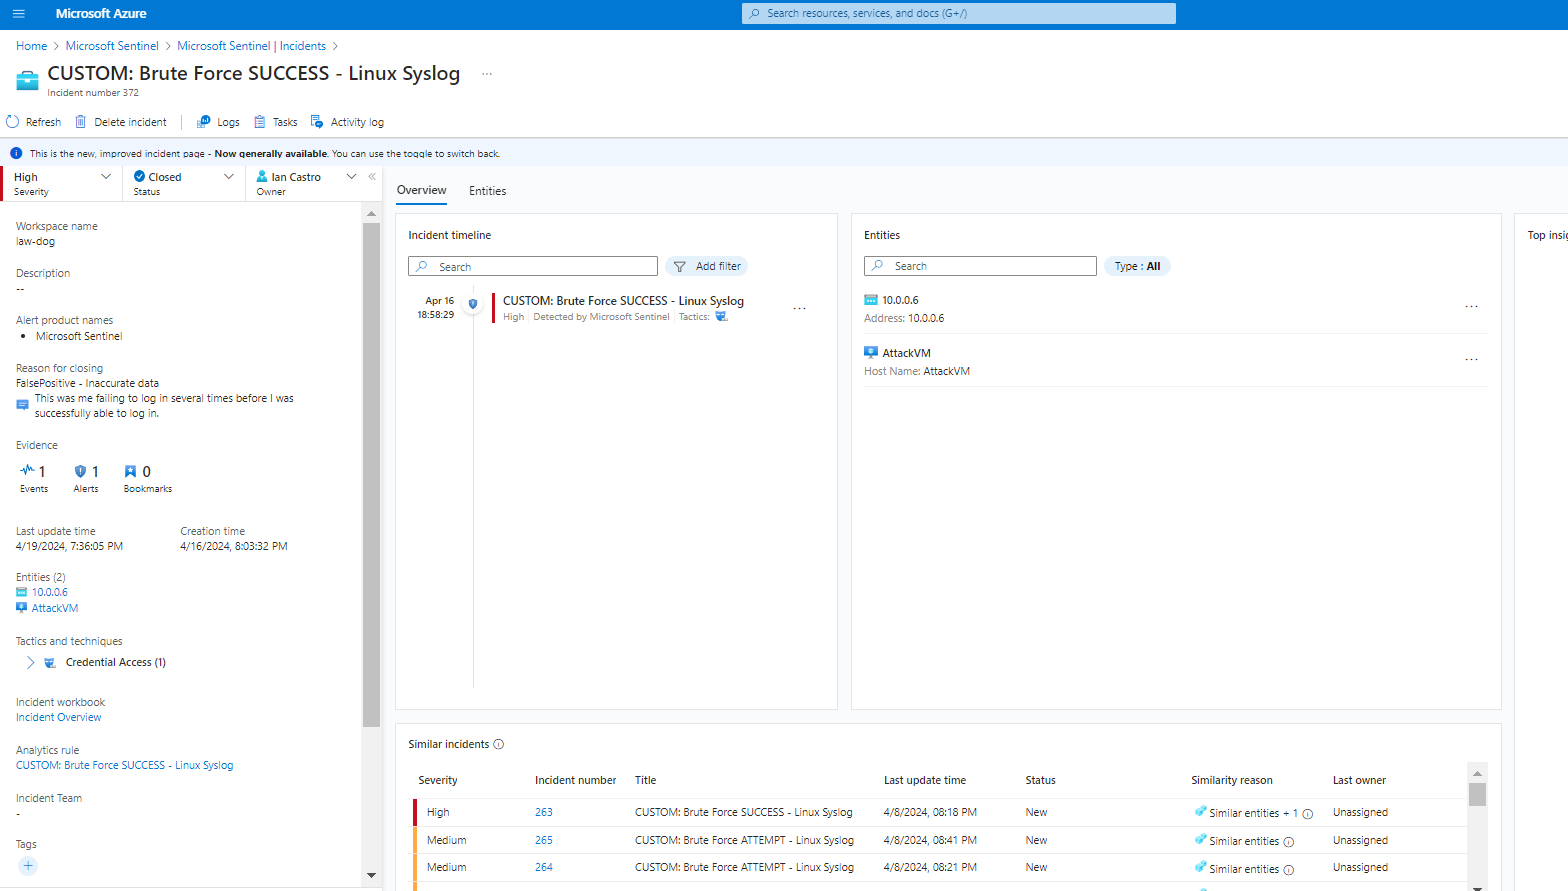 Microsoft Azure
Search resources, services, and docs (G+/)
Home > Microsoft Sentinel > Microsoft Sentinel | Incidents >
CUSTOM: Brute Force SUCCESS - Linux Syslog ...
Incident number 372
Refresh Delete incident Logs Tasks Activity log
This is the new, improved incident page - Now generally available. You can use the toggle to switch back.
High
Severity
Closed
Status
Ian Castro
Owner
Workspace name
law-dog
Description
--
Alert product names
• Microsoft Sentinel
Reason for closing
FalsePositive - Inaccurate data
This was me failing to log in several times before I was
successfully able to log in.
Evidence
1 1 0
Events Alerts Bookmarks
Last update time Creation time
4/19/2024, 7:36:05 PM 4/16/2024, 8:03:32 PM
Entities (2)
10.0.0.6
AttackVM
Tactics and techniques
Credential Access (1)
Incident workbook
Incident Overview
Analytics rule
CUSTOM: Brute Force SUCCESS - Linux Syslog
Incident Team
-
Tags
+
Overview Entities
Incident timeline
Search Add filter
Apr 16
18:58:29
CUSTOM: Brute Force SUCCESS - Linux Syslog ...
High | Detected by Microsoft Sentinel | Tactics:
Entities
Search Type : All
10.0.0.6 ...
Address: 10.0.0.6
AttackVM ...
Host Name: AttackVM
Top insig
Similar incidents
Severity Incident number Title Last update time Status Similarity reason Last owner
High 263 CUSTOM: Brute Force SUCCESS - Linux Syslog 4/8/2024, 08:18 PM New Similar entities + 1 Unassigned
Medium 265 CUSTOM: Brute Force ATTEMPT - Linux Syslog 4/8/2024, 08:41 PM New Similar entities Unassigned
Medium 264 CUSTOM: Brute Force ATTEMPT - Linux Syslog 4/8/2024, 08:21 PM New Similar entities Unassigned